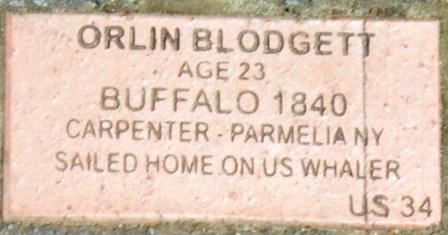 ORLIN BLODGETT
AGE 23
BUFFALO 1840
CARPENTER - PARMELIA NY
SAILED HOME ON US WHALER
US 34